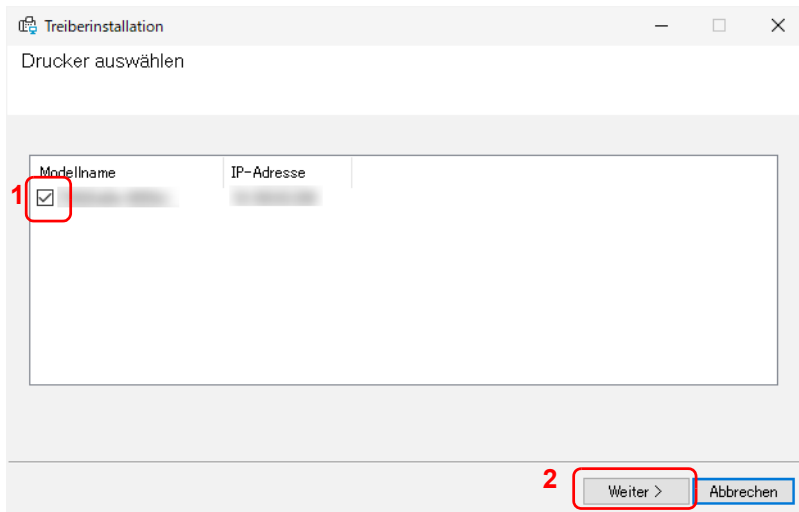 Treiberinstallation
Drucker auswählen
Modellname IP-Adresse
1
2
Weiter > Abbrechen